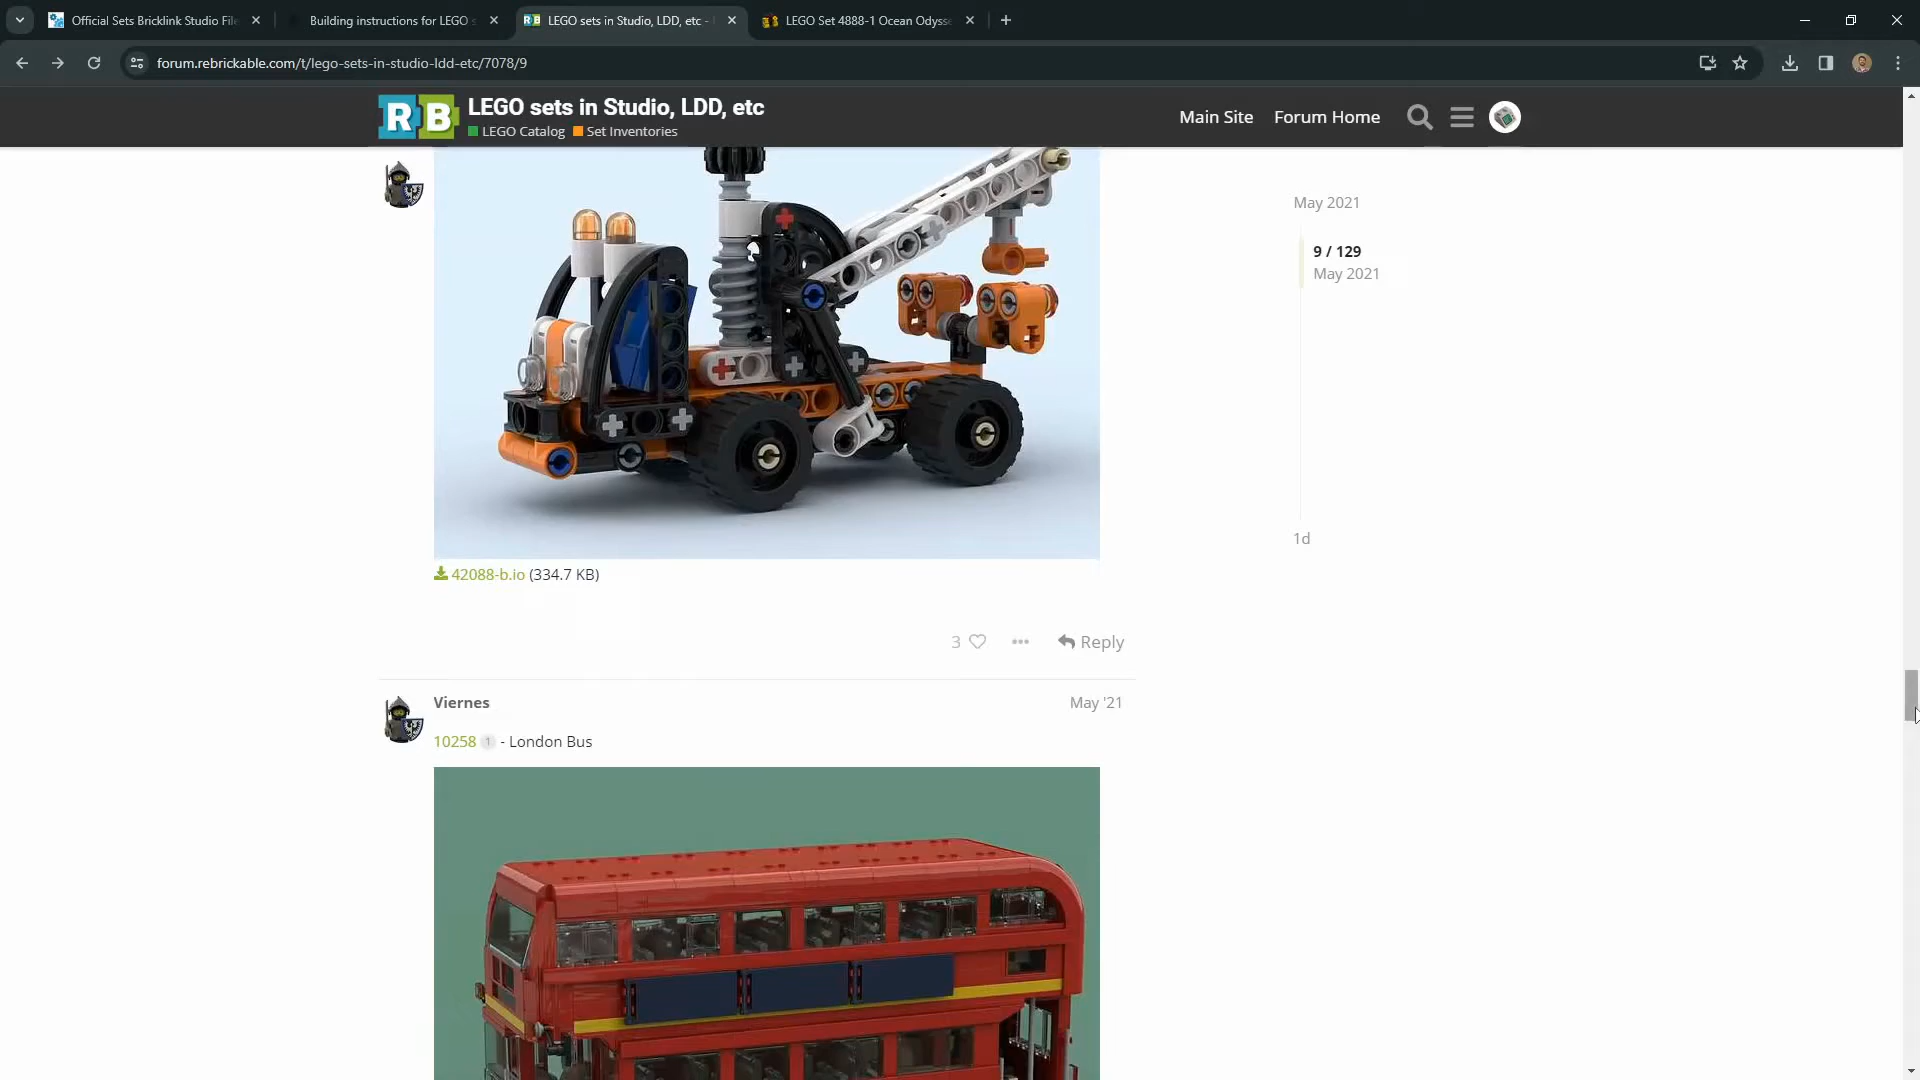 Official Sets Bricklink Studio File
Building instructions for LEGO s
LEGO sets in Studio, LDD, etc -
LEGO Set 4888-1 Ocean Odysse
forum.rebrickable.com/t/lego-sets-in-studio-ldd-etc/7078/9
RB
LEGO sets in Studio, LDD, etc
LEGO Catalog Set Inventories
Main Site Forum Home
May 2021
9 / 129
May 2021
1d
42088-b.io (334.7 KB)
3
Reply
Viernes
May '21
10258 1 - London Bus